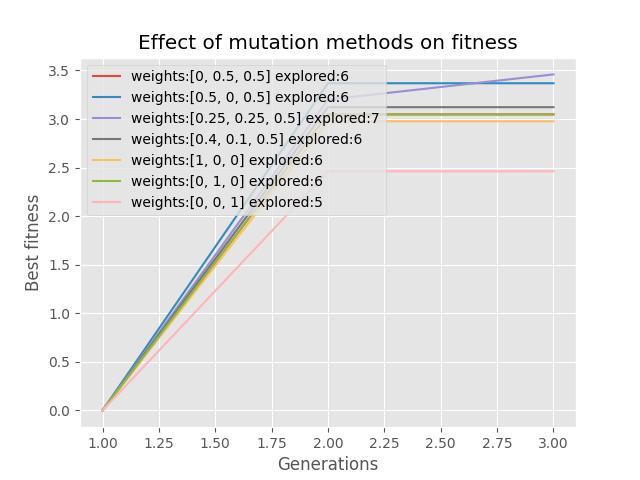 Effect of mutation methods on fitness
weights:[0, 0.5, 0.5] explored:6
weights:[0.5, 0, 0.5] explored:6
weights:[0.25, 0.25, 0.5] explored:7
weights:[0.4, 0.1, 0.5] explored:6
weights:[1, 0, 0] explored:6
weights:[0, 1, 0] explored:6
weights:[0, 0, 1] explored:5
Best fitness
3.5
3.0
2.5
2.0
1.5
1.0
0.5
0.0
1.00 1.25 1.50 1.75 2.00 2.25 2.50 2.75 3.00
Generations